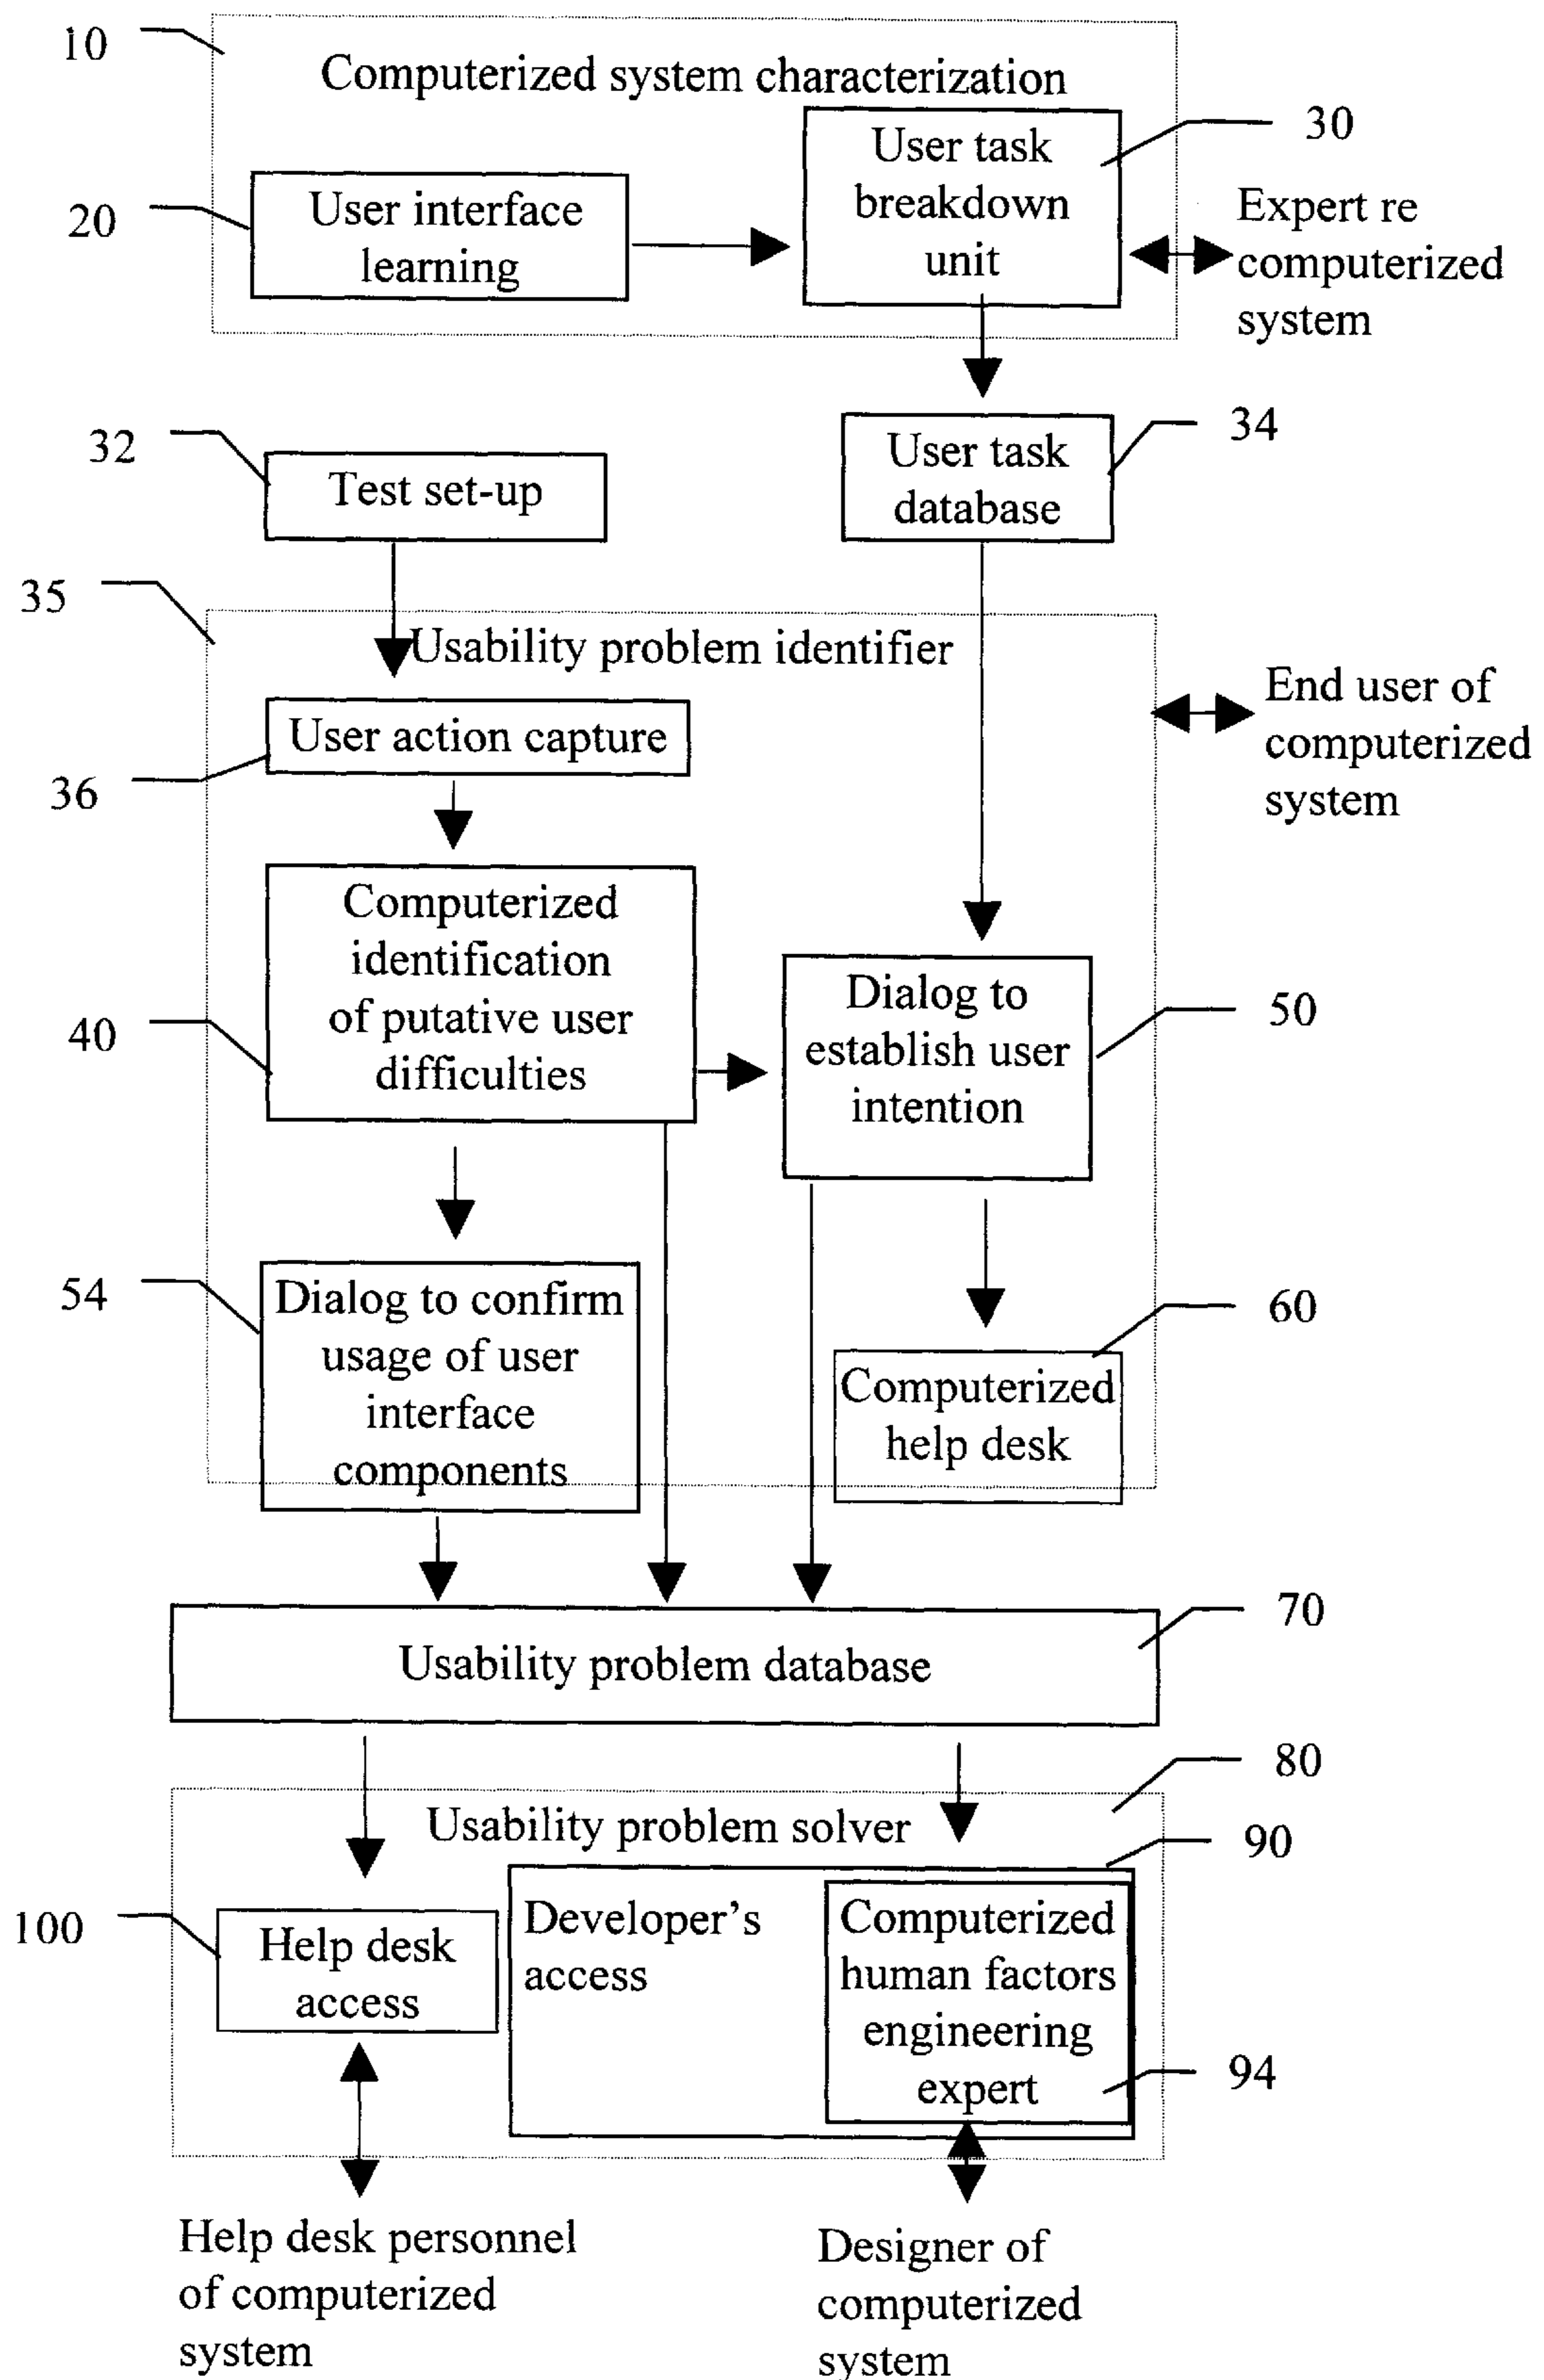 10
Computerized system characterization
30
User task
breakdown
unit
20
User interface
learning
Expert re
computerized
system
32
Test set-up
34
User task
database
35
Usability problem identifier
End user of
computerized
system
User action capture
36
Computerized
identification
of putative user
difficulties
40
Dialog to
establish user
intention
50
54
Dialog to confirm
usage of user
interface
components
60
Computerized
help desk
70
Usability problem database
80
Usability problem solver
90
100
Help desk
access
Developer's
access
Computerized
human factors
engineering
expert
94
Help desk personnel
of computerized
system
Designer of
computerized
system